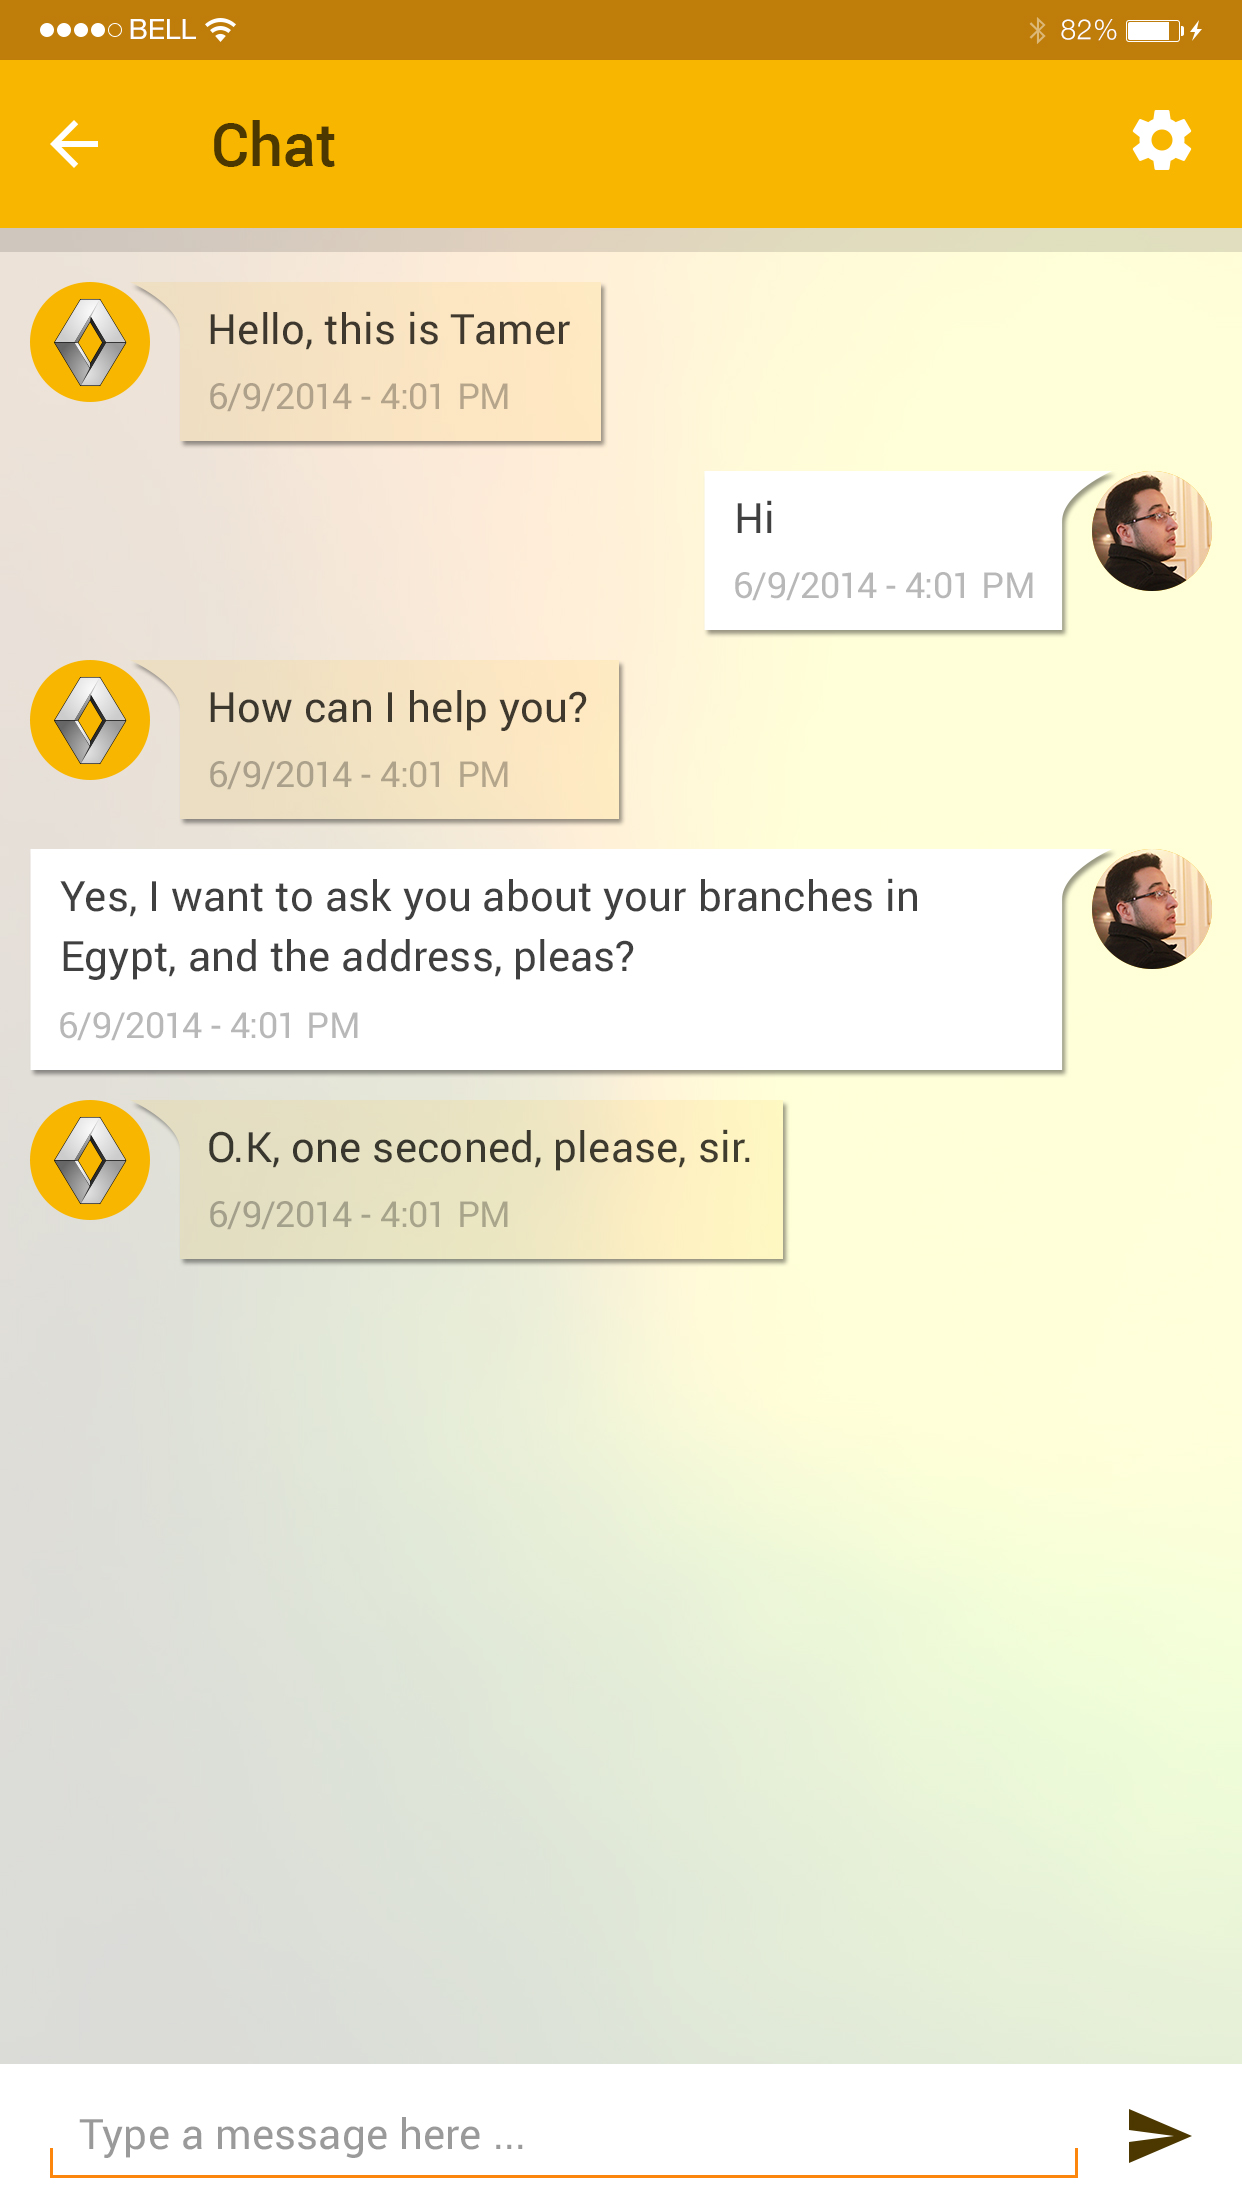 BELL
82%
Chat
Hello, this is Tamer
6/9/2014 - 4:01 PM
Hi
6/9/2014 - 4:01 PM
How can I help you?
6/9/2014 - 4:01 PM
Yes, I want to ask you about your branches in
Egypt, and the address, pleas?
6/9/2014 - 4:01 PM
O.K, one seconed, please, sir.
6/9/2014 - 4:01 PM
Type a message here ...